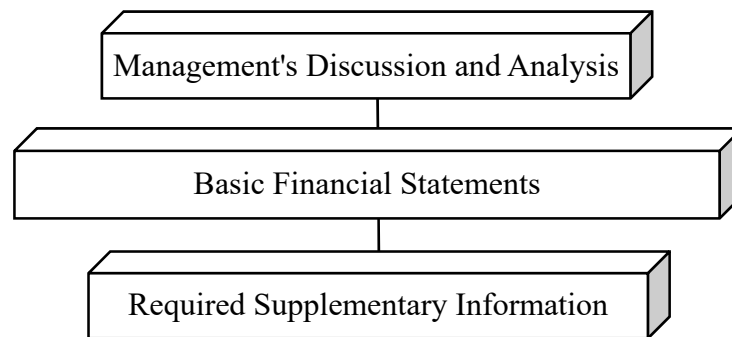 Management's Discussion and Analysis
Basic Financial Statements
Required Supplementary Information